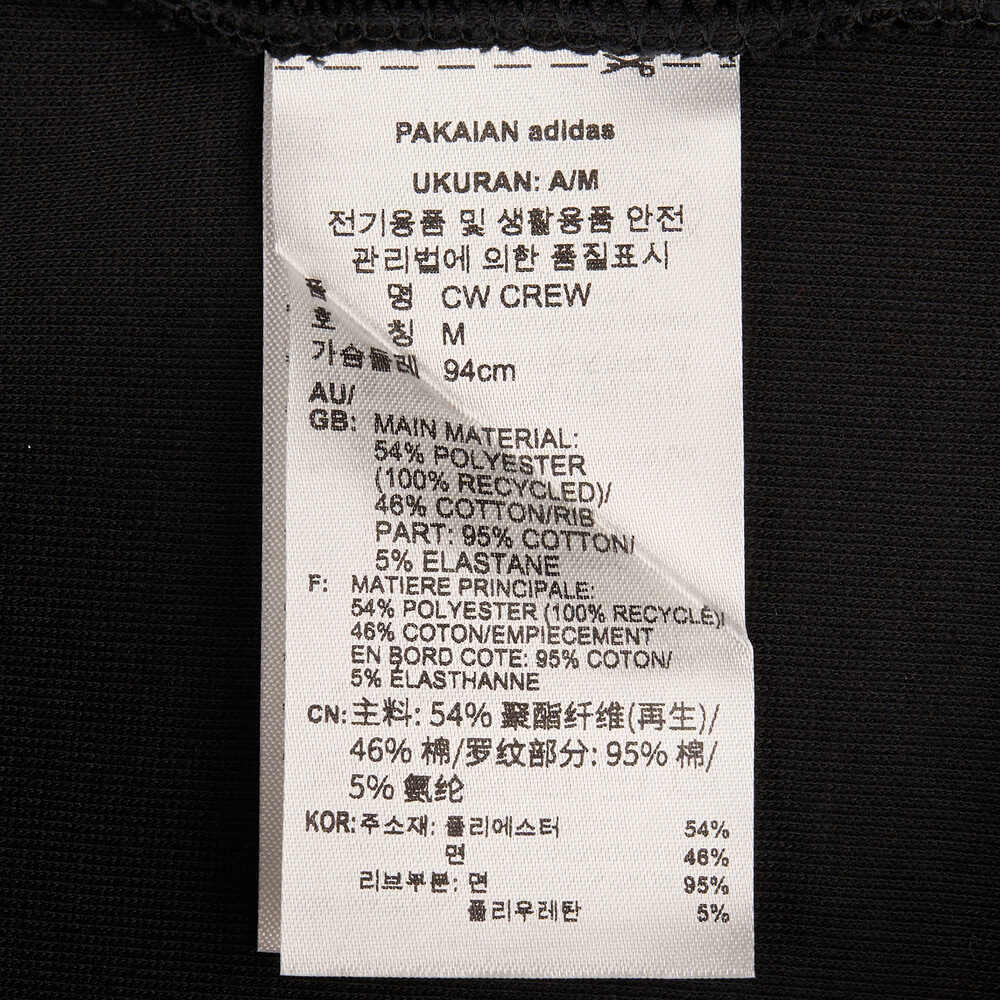 PAKAIAN adidas
UKURAN: A/M
전기용품 및 생활용품 안전
관리법에 의한 품질표시
명 CW CREW
호 칭 M
가슴둘레 94cm
AU/
GB: MAIN MATERIAL:
54% POLYESTER
(100% RECYCLED)/
46% COTTON/RIB
PART: 95% COTTON/
5% ELASTANE
F: MATIERE PRINCIPALE:
54% POLYESTER (100% RECYCLÉ)/
46% COTON/EMPIECEMENT
EN BORD COTE: 95% COTON/
5% ÉLASTHANNE
CN: 主料: 54% 聚酯纤维(再生)/
46% 棉/罗纹部分: 95% 棉/
5% 氨纶
KOR: 주소재: 폴리에스터 54%
면 46%
리브부분: 면 95%
폴리우레탄 5%